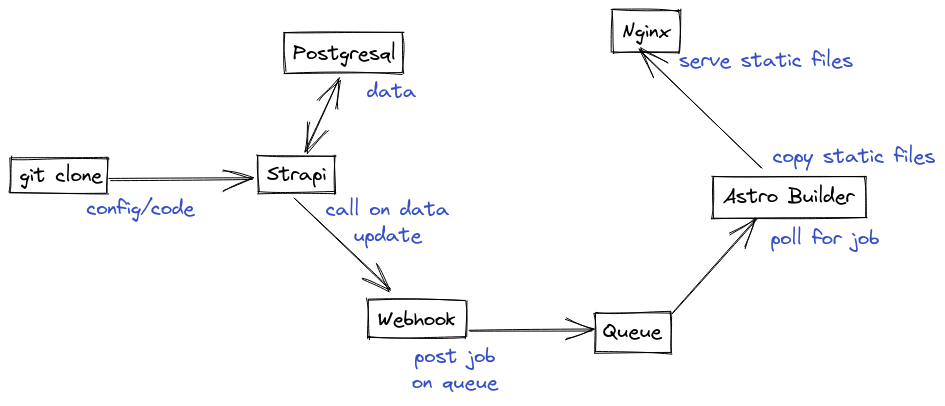 Nginx
serve static files
Postgresal
data
git clone
config/code
Strapi
call on data
update
copy static files
Astro Builder
poll for job
Webhook
post job
on queue
Queue